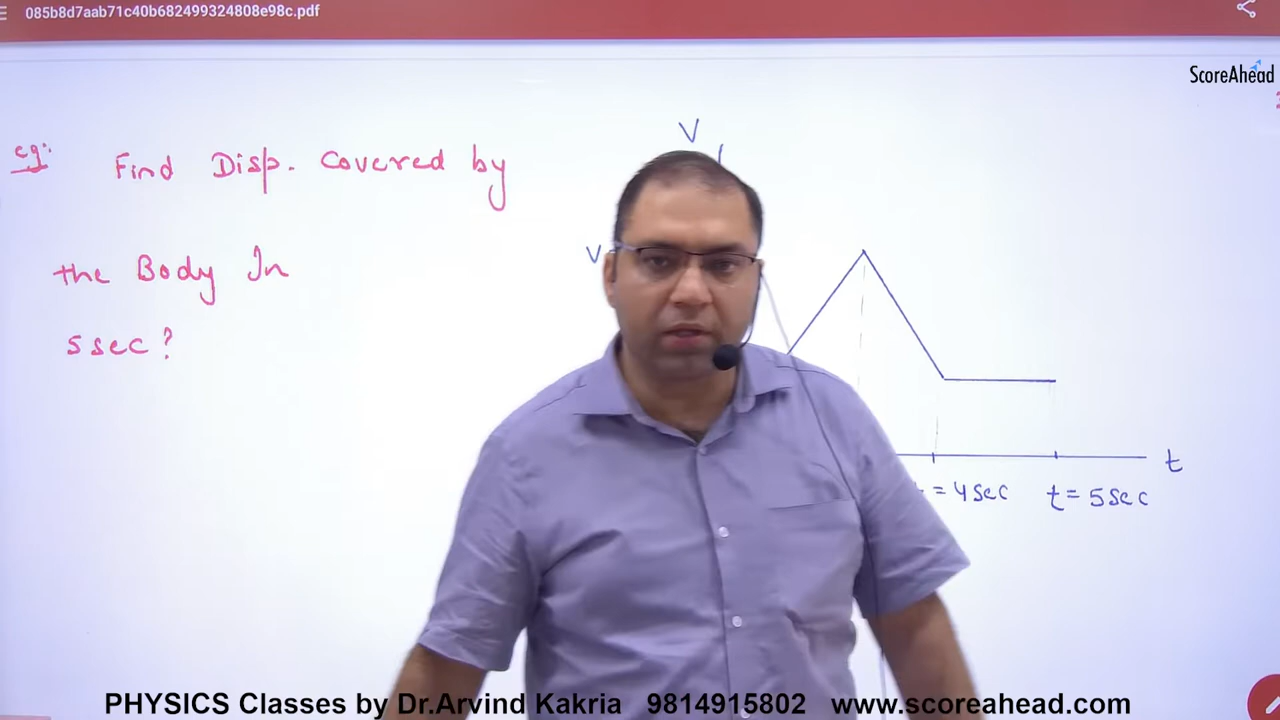 085b8d7aab71c40b682499324808e98c.pdf
ScoreAhead
eg:
Find Disp. Covered by
the Body In
5sec?
V
V
t
= 4sec
t = 5sec
PHYSICS Classes by Dr.Arvind Kakria 9814915802 www.scoreahead.com